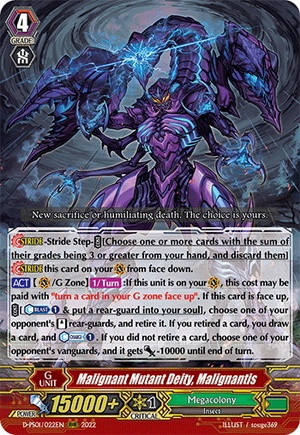 4
GRADE
New sacrifice or humiliating death. The choice is yours.
STRIDE -Stride Step- [Choose one or more cards with the sum of
their grades being 3 or greater from your hand, and discard them]
STRIDE this card on your from face down.
ACT [ /G Zone] 1/Turn :If this unit is on your , this cost may be
paid with "turn a card in your G zone face up". If this card is face up,
[ BLAST 1 & put a rear-guard into your soul], choose one of your
opponent's [ ] rear-guards, and retire it. If you retired a card, you draw
a card, and CHARGE 1 . If you did not retire a card, choose one of your
opponent's vanguards, and it gets -10000 until end of turn.
G
UNIT
Malignant Mutant Deity, Malignantis
POWER
15000+
1
CRITICAL
Megacolony
Insect
D-PS01/022EN RR 2022
ILLUST / touge369